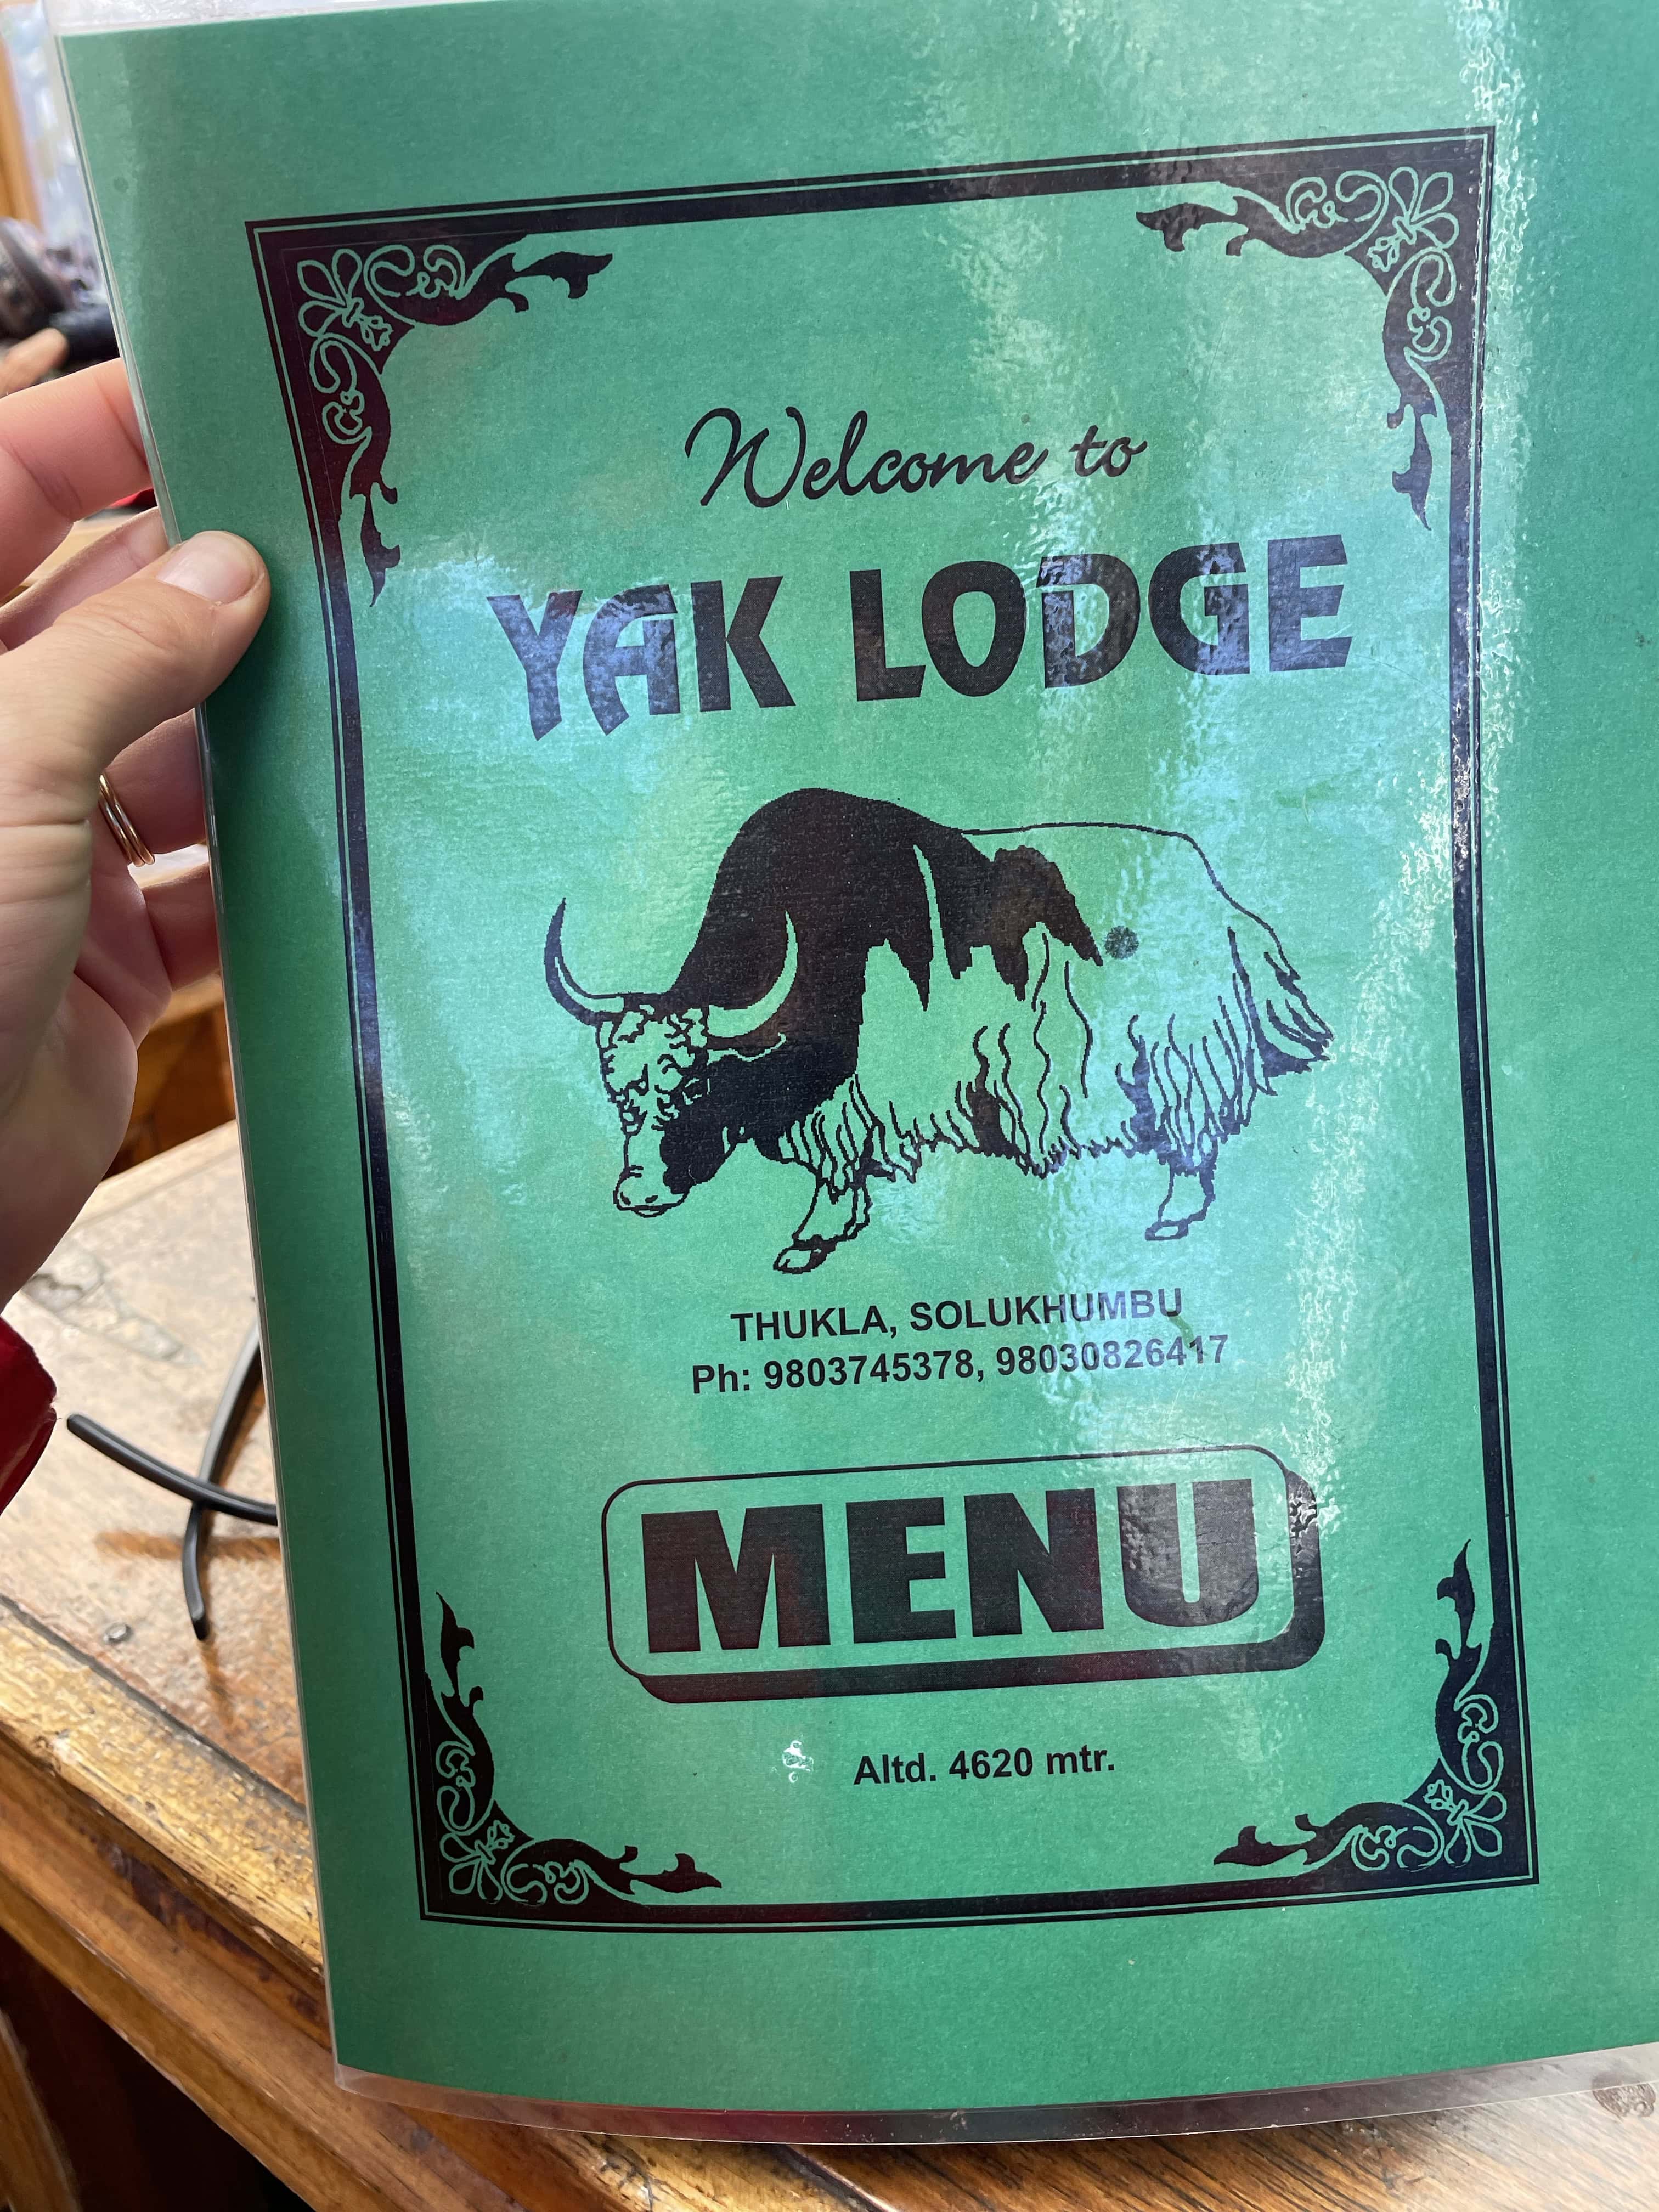 Welcome to
YAK LODGE
THUKLA, SOLUKHUMBU
Ph: 9803745378, 98030826417
MENU
Altd. 4620 mtr.